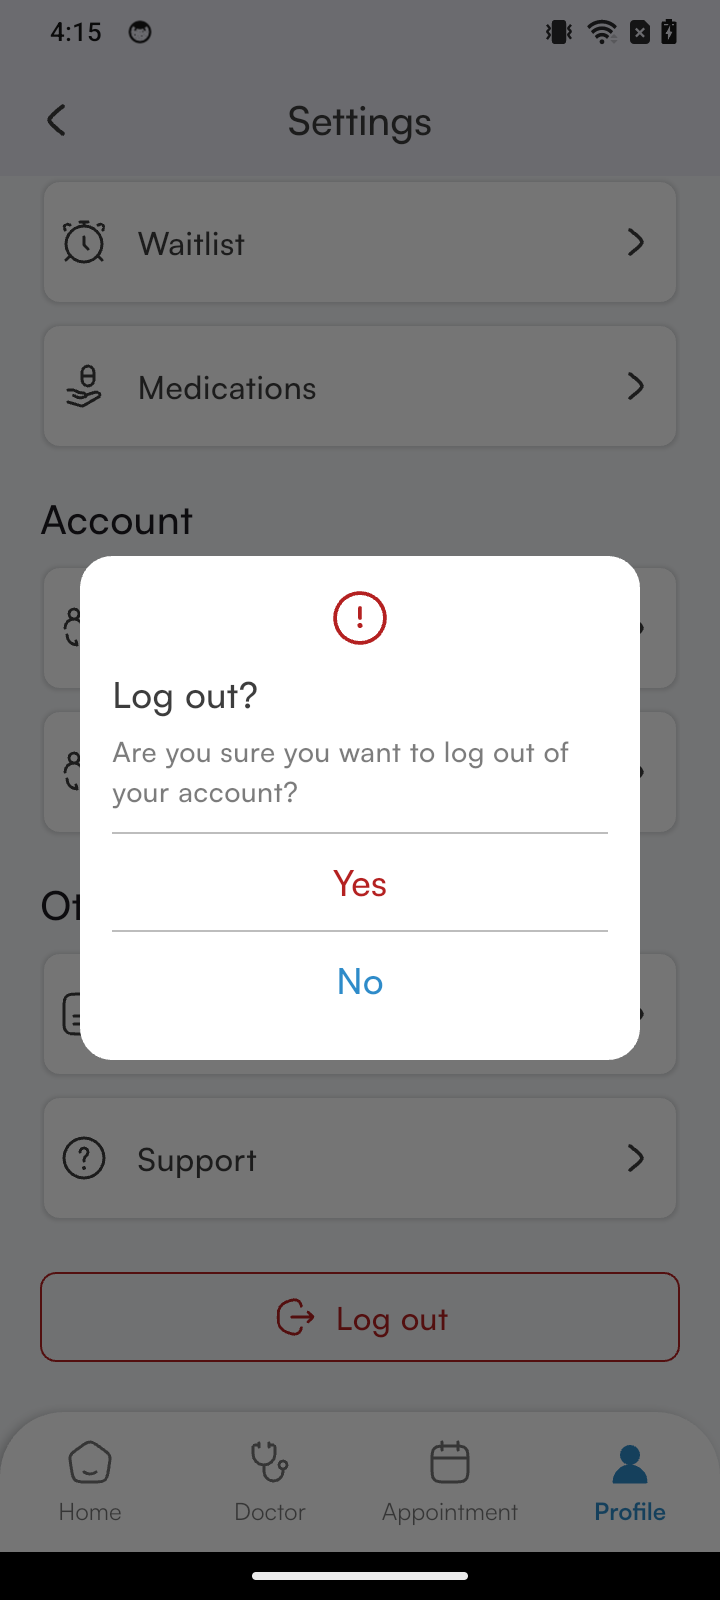 4:15
Settings
Waitlist
Medications
Account
Log out?
Are you sure you want to log out of
your account?
Yes
No
Support
Log out
Home
Doctor
Appointment
Profile